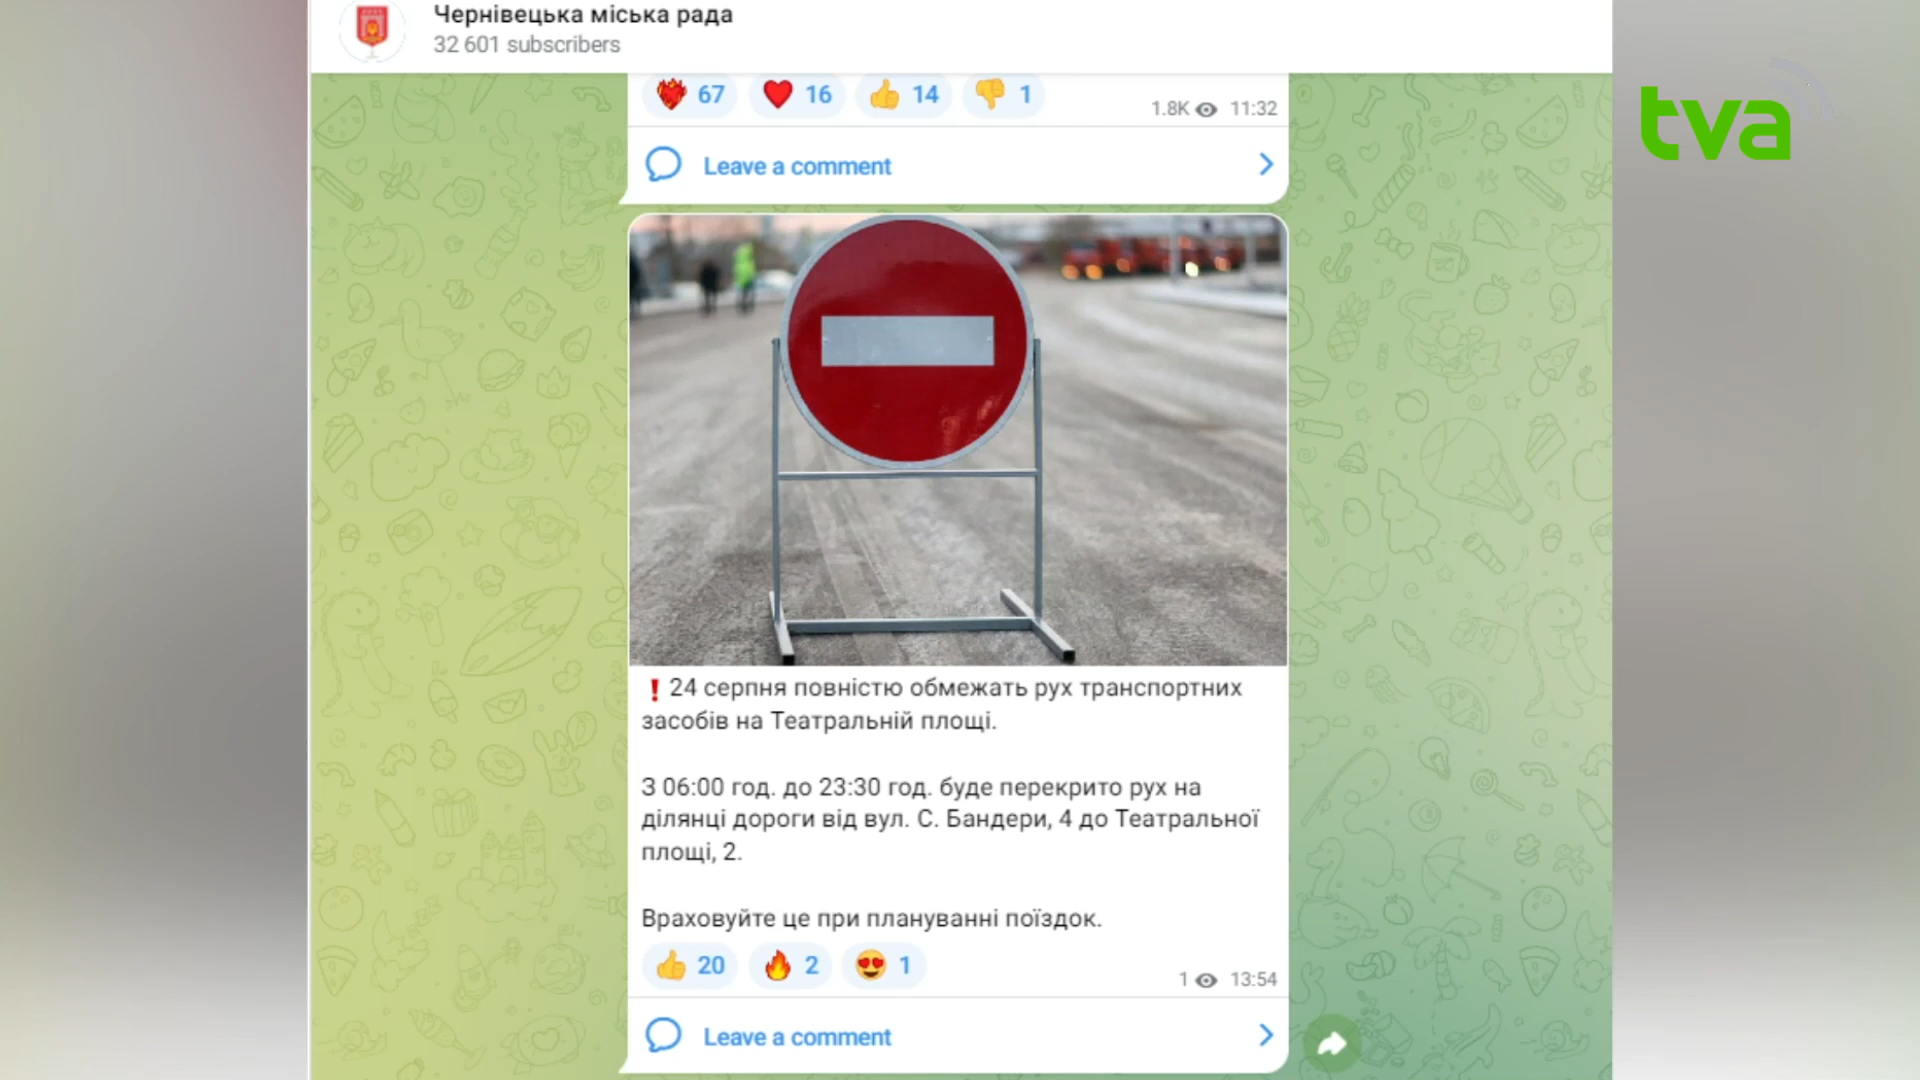 Чернівецька міська рада
32 601 subscribers
tva
67 16 14 1
1.8K 11:32
Leave a comment
❗24 серпня повністю обмежать рух транспортних
засобів на Театральній площі.
З 06:00 год. до 23:30 год. буде перекрито рух на
ділянці дороги від вул. С. Бандери, 4 до Театральної
площі, 2.
Враховуйте це при плануванні поїздок.
20 2 1
1 13:54
Leave a comment